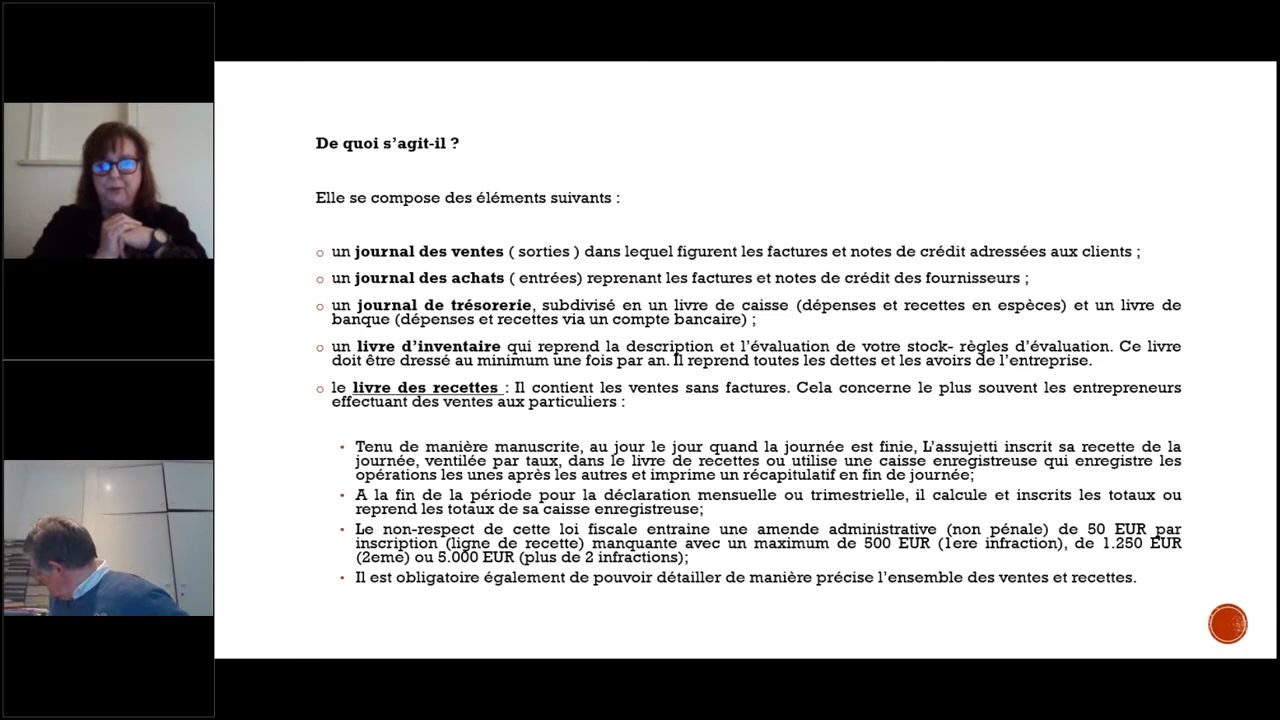 De quoi s'agit-il ?
Elle se compose des éléments suivants :
o un journal des ventes ( sorties ) dans lequel figurent les factures et notes de crédit adressées aux clients ;
o un journal des achats ( entrées) reprenant les factures et notes de crédit des fournisseurs ;
o un journal de trésorerie, subdivisé en un livre de caisse (dépenses et recettes en espèces) et un livre de
banque (dépenses et recettes via un compte bancaire) ;
o un livre d'inventaire qui reprend la description et l'évaluation de votre stock- règles d'évaluation. Ce livre
doit être dressé au minimum une fois par an. Il reprend toutes les dettes et les avoirs de l'entreprise.
o le livre des recettes : Il contient les ventes sans factures. Cela concerne le plus souvent les entrepreneurs
effectuant des ventes aux particuliers :
• Tenu de manière manuscrite, au jour le jour quand la journée est finie, L'assujetti inscrit sa recette de la
journée, ventilée par taux, dans le livre de recettes ou utilise une caisse enregistreuse qui enregistre les
opérations les unes après les autres et imprime un récapitulatif en fin de journée;
• A la fin de la période pour la déclaration mensuelle ou trimestrielle, il calcule et inscrits les totaux ou
reprend les totaux de sa caisse enregistreuse;
• Le non-respect de cette loi fiscale entraine une amende administrative (non pénale) de 50 EUR par
inscription (ligne de recette) manquante avec un maximum de 500 EUR (1ere infraction), de 1.250 EUR
(2eme) ou 5.000 EUR (plus de 2 infractions);
• Il est obligatoire également de pouvoir détailler de manière précise l'ensemble des ventes et recettes.